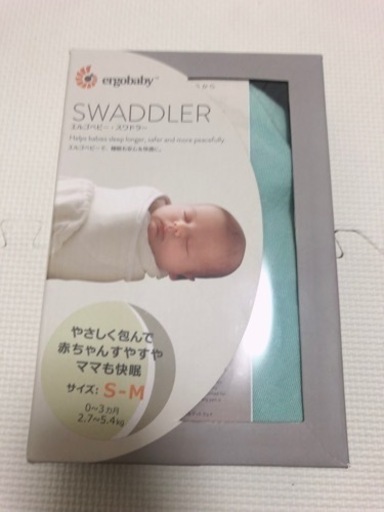 ergobaby
SWADDLER
エルゴベビー・スワドラー
Helps babies sleep longer, safer and more peacefully.
やさしく包んで
赤ちゃんすやすや
ママも快眠
サイズ: S-M
0~3カ月
2.7~5.4kg